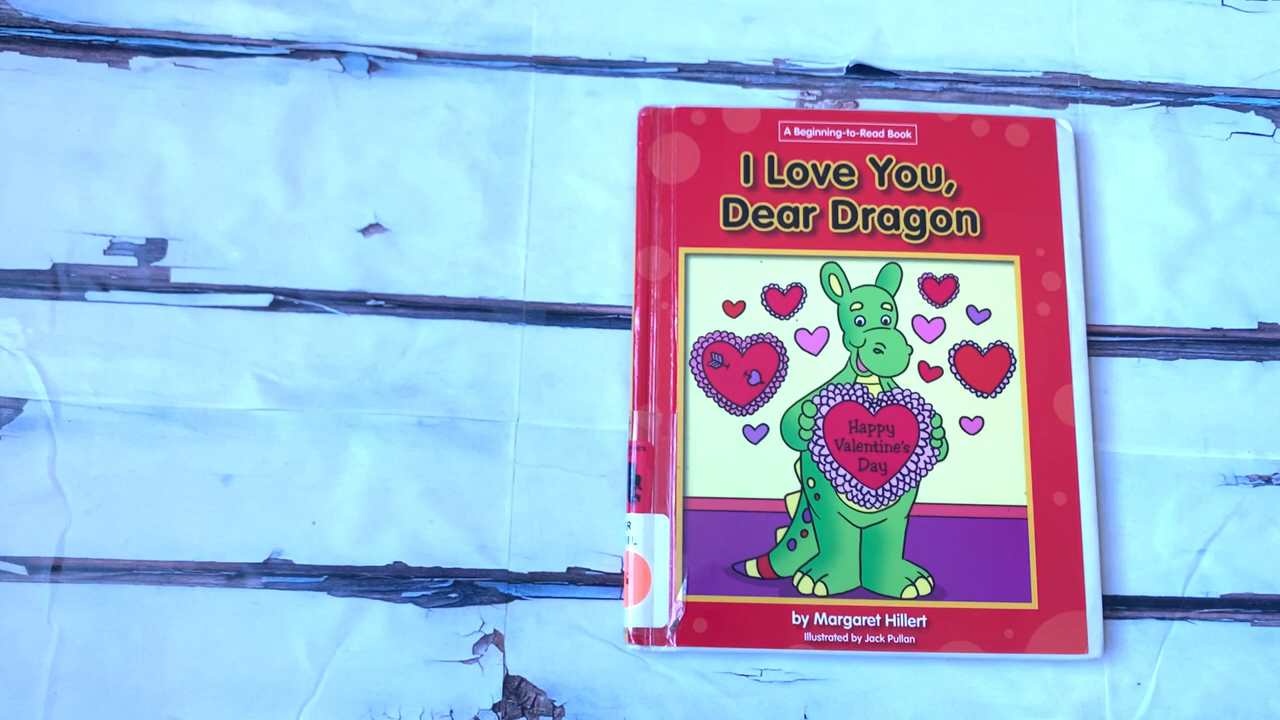 A Beginning-to-Read Book
I Love You,
Dear Dragon
Happy
Valentine's
Day
by Margaret Hillert
Illustrated by Jack Pullan